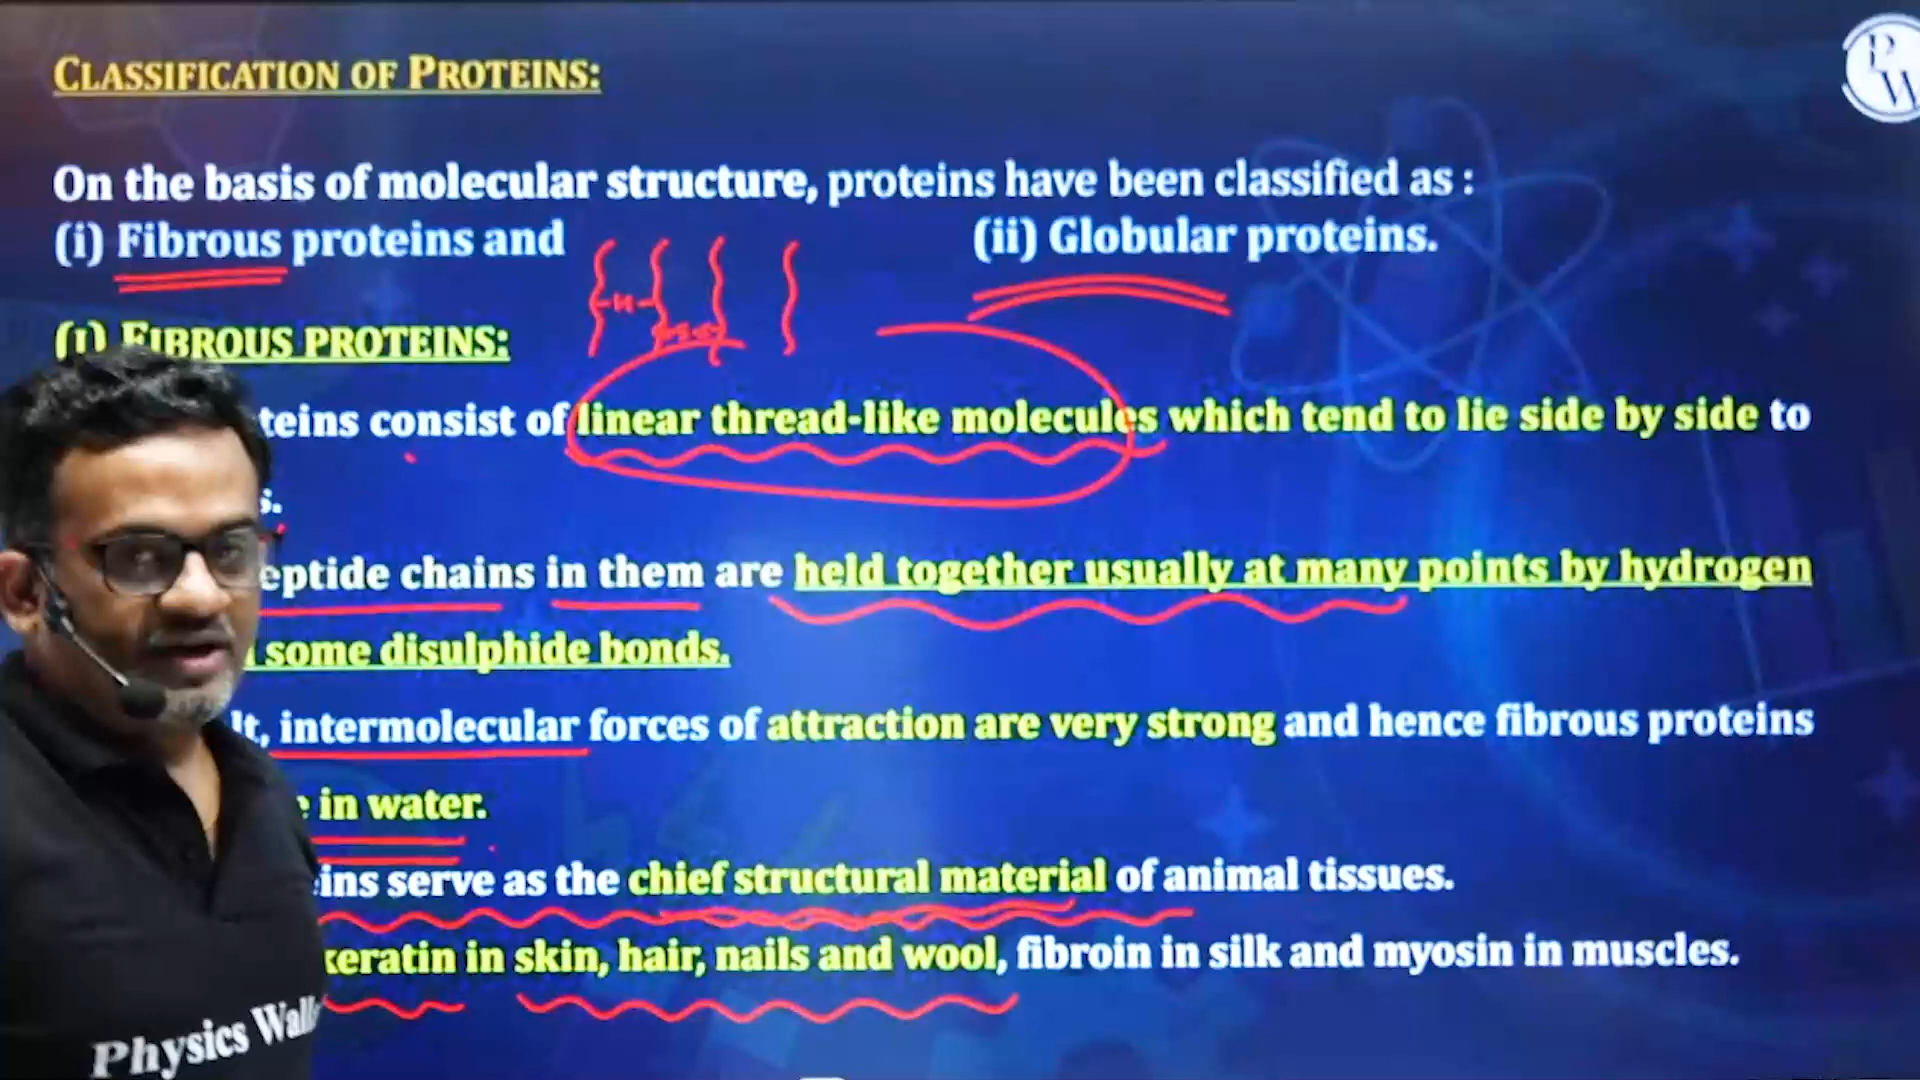 CLASSIFICATION OF PROTEINS:
P
W
On the basis of molecular structure, proteins have been classified as :
(i) Fibrous proteins and (ii) Globular proteins.
(I) FIBROUS PROTEINS:
teins consist of linear thread-like molecules which tend to lie side by side to
s.
eptide chains in them are held together usually at many points by hydrogen
some disulphide bonds.
lt, intermolecular forces of attraction are very strong and hence fibrous proteins
e in water.
ins serve as the chief structural material of animal tissues.
keratin in skin, hair, nails and wool, fibroin in silk and myosin in muscles.
Physics Wall